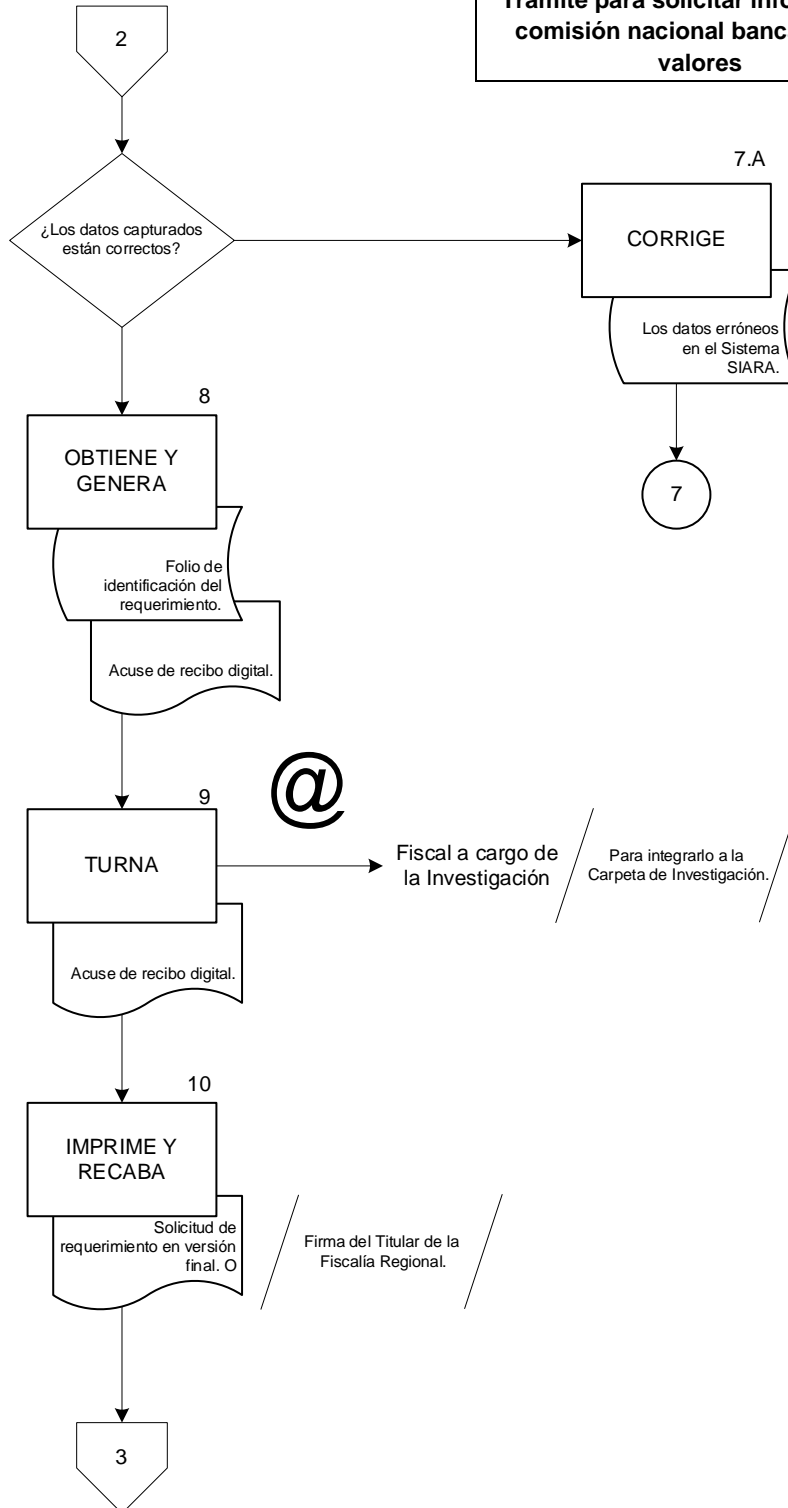 Trámite para solicitar
comisión nacional
valores
2
¿Los datos capturados
están correctos?
7.A
CORRIGE
Los datos erróneos
en el Sistema
SIARA.
7
8
OBTIENE Y
GENERA
Folio de
identificación del
requerimiento.
Acuse de recibo digital.
9
@
TURNA
Fiscal a cargo de
la Investigación
Para integrarlo a la
Carpeta de Investigación.
Acuse de recibo digital.
10
IMPRIME Y
RECABA
Solicitud de
requerimiento en versión
final. O
Firma del Titular de la
Fiscalía Regional.
3